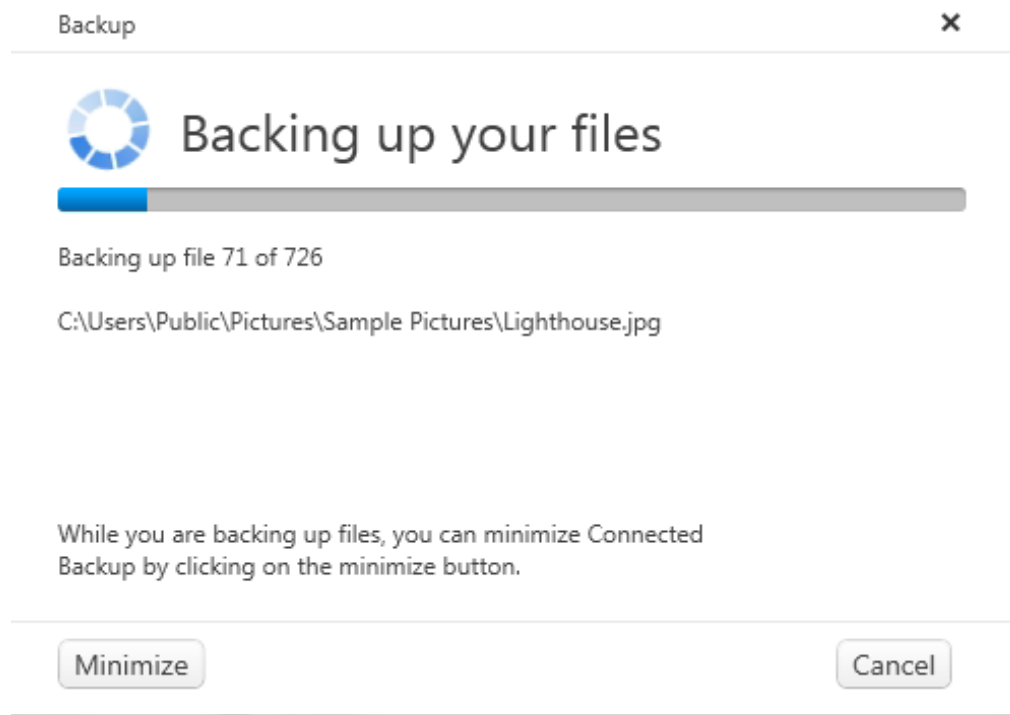 Backup
Backing up your files
Backing up file 71 of 726
C:\Users\Public\Pictures\Sample Pictures\Lighthouse.jpg
While you are backing up files, you can minimize Connected
Backup by clicking on the minimize button.
Minimize
Cancel